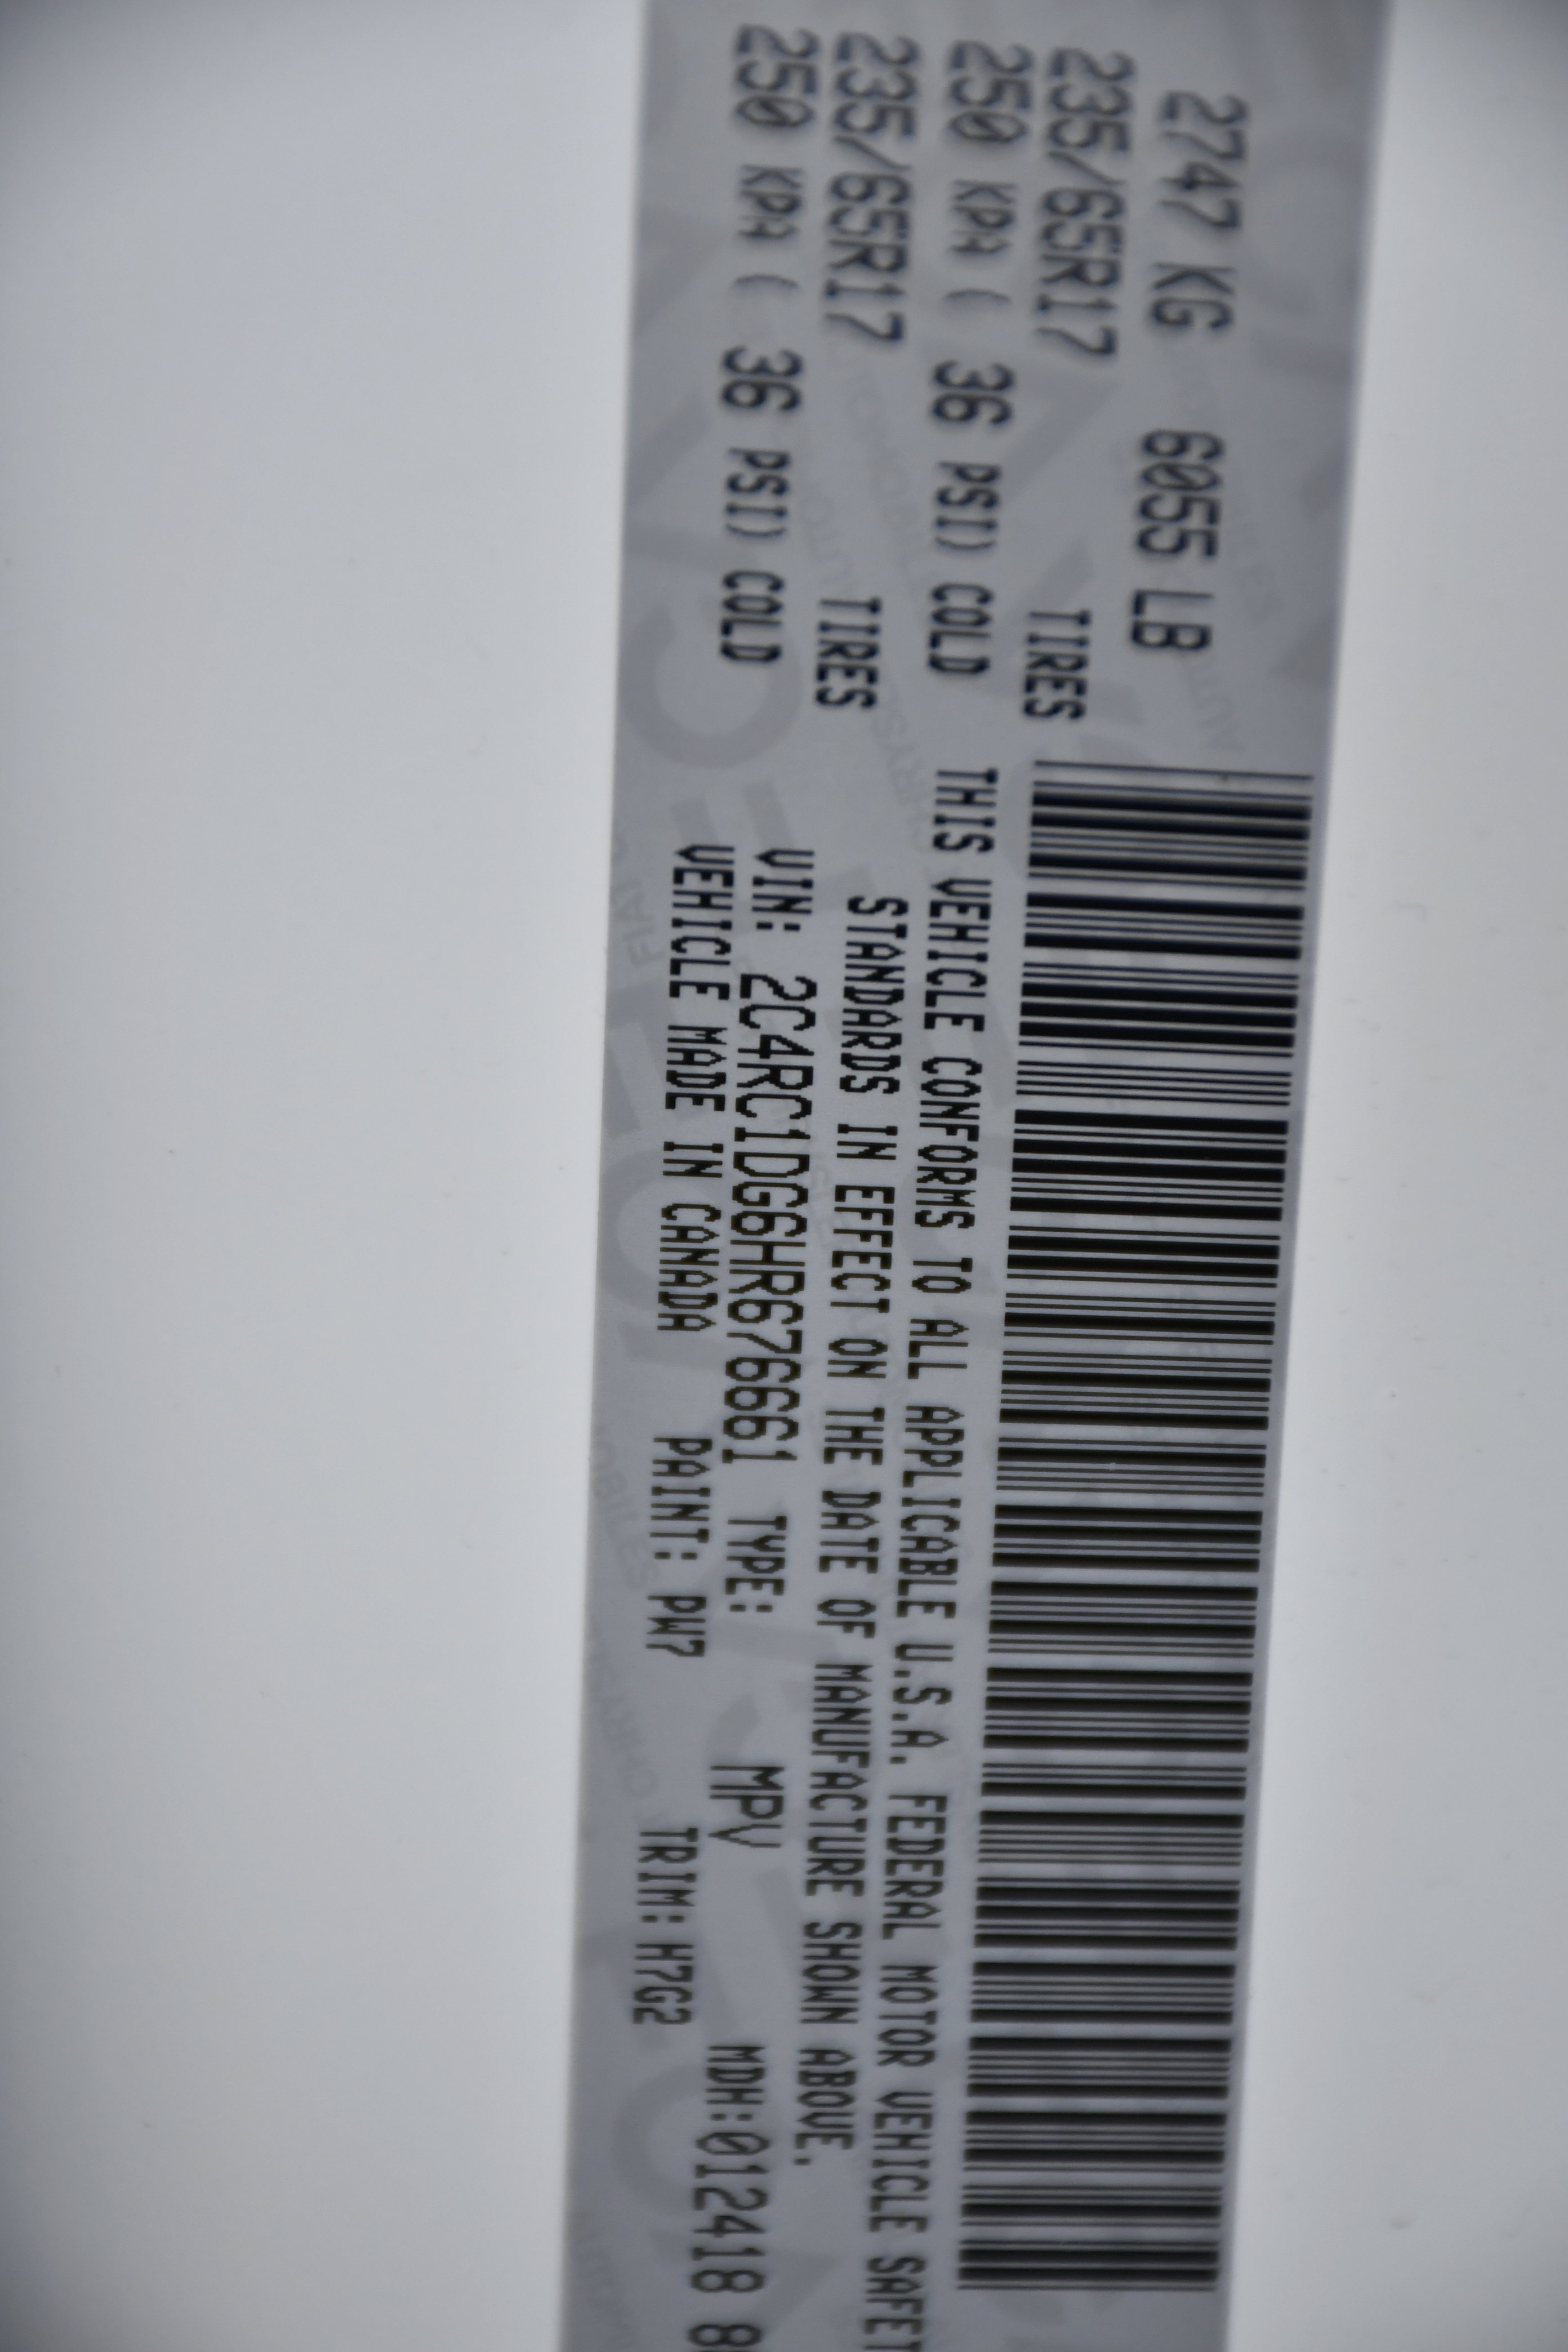 2747 KG 6055 LB
235/65R17 TIRES
250 KPA ( 36 PSI) COLD
235/65R17 TIRES
250 KPA ( 36 PSI) COLD
THIS VEHICLE CONFORMS TO ALL APPLICABLE U.S.A. FEDERAL MOTOR VEHICLE SAFET
STANDARDS IN EFFECT ON THE DATE OF MANUFACTURE SHOWN ABOVE.
VIN: 2C4RC1DG6HR676661 TYPE: MPV MDH:012418 8
VEHICLE MADE IN CANADA PAINT: PW7 TRIM: H7G2